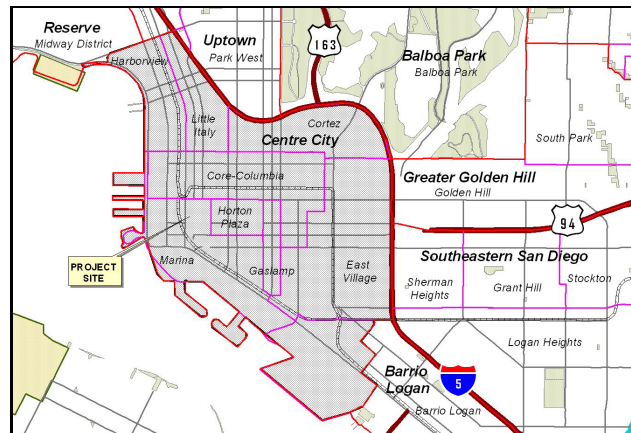 Reserve
Midway District
Uptown
Park West
163
Balboa Park
Balboa Park
Harborview
Little
Italy
Cortez
Centre City
South Park
Core-Columbia
Greater Golden Hill
Golden Hill
Horton
Plaza
94
PROJECT
SITE
Marina
Gaslamp
East
Village
Southeastern San Diego
Sherman
Heights
Grant Hill
Stockton
Logan Heights
Barrio
Logan
5
Barrio Logan